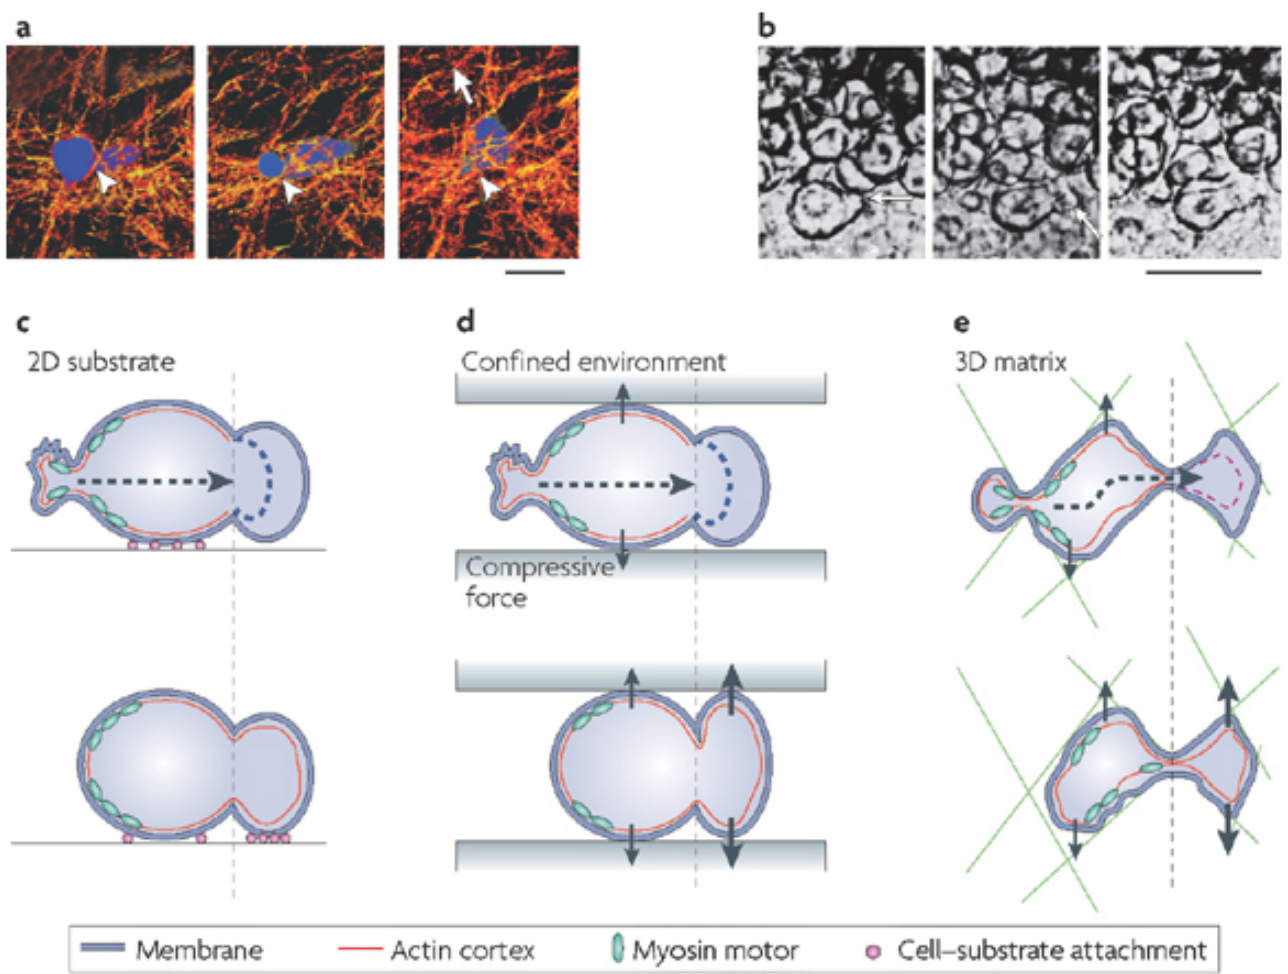 a
b
c
d
e
2D substrate
Confined environment
3D matrix
Compressive
force
Membrane
Actin cortex
Myosin motor
Cell–substrate attachment